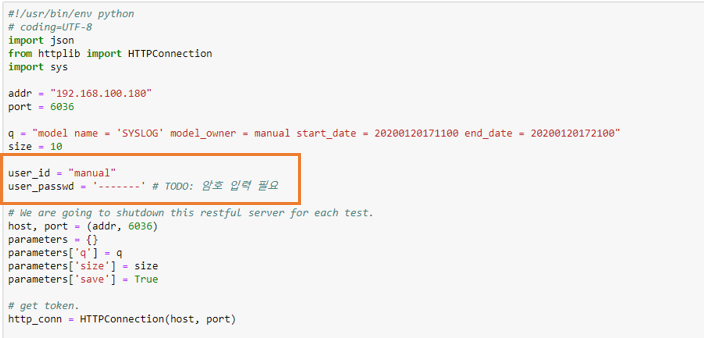 #!/usr/bin/env python
# coding=UTF-8
import json
from httplib import HTTPConnection
import sys
addr = "192.168.100.180"
port = 6036
q = "model name = 'SYSLOG' model_owner = manual start_date = 20200120171100 end_date = 20200120172100"
size = 10
user_id = "manual"
user_passwd = '-------' # TODO: 암호 입력 필요
# We are going to shutdown this restful server for each test.
host, port = (addr, 6036)
parameters = {}
parameters['q'] = q
parameters['size'] = size
parameters['save'] = True
# get token.
http_conn = HTTPConnection(host, port)